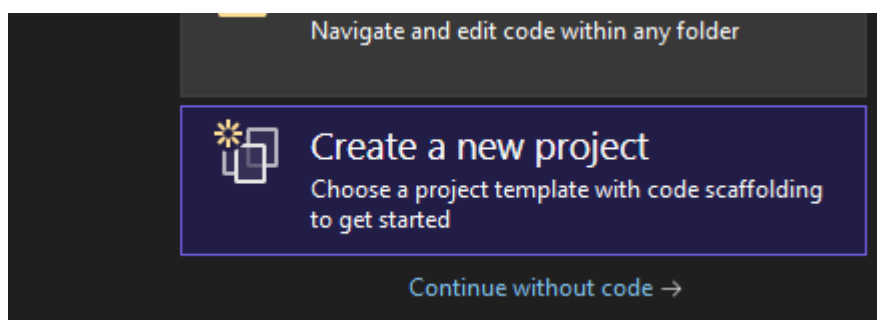 Navigate and edit code within any folder
Create a new project
Choose a project template with code scaffolding
to get started
Continue without code →